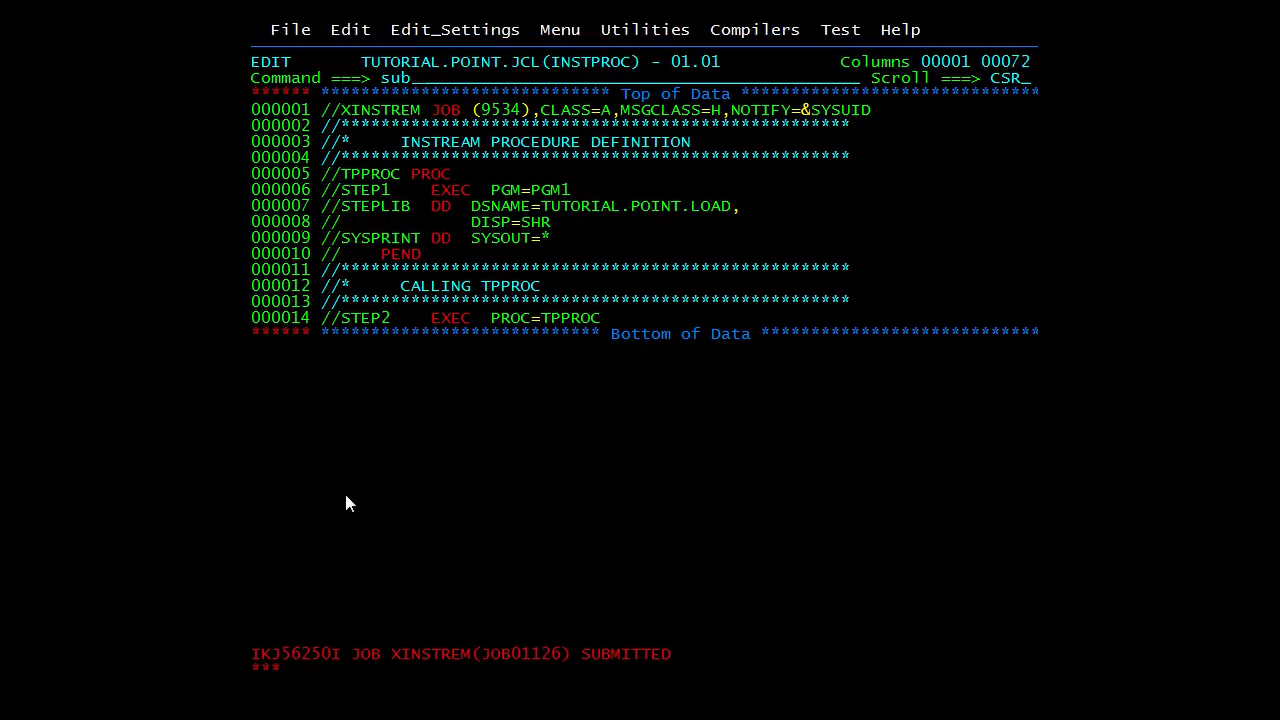 File  Edit  Edit_Settings  Menu  Utilities  Compilers  Test  Help
EDIT       TUTORIAL.POINT.JCL(INSTPROC) - 01.01            Columns 00001 00072
Command ===> sub_____________________________________________ Scroll ===> CSR_
****** ***************************** Top of Data ******************************
000001 //XINSTREM JOB (9534),CLASS=A,MSGCLASS=H,NOTIFY=&SYSUID
000002 //***************************************************
000003 //*     INSTREAM PROCEDURE DEFINITION
000004 //***************************************************
000005 //TPPROC PROC
000006 //STEP1    EXEC  PGM=PGM1
000007 //STEPLIB  DD  DSNAME=TUTORIAL.POINT.LOAD,
000008 //             DISP=SHR
000009 //SYSPRINT DD  SYSOUT=*
000010 //    PEND
000011 //***************************************************
000012 //*     CALLING TPPROC
000013 //***************************************************
000014 //STEP2    EXEC  PROC=TPPROC
****** **************************** Bottom of Data ****************************
IKJ56250I JOB XINSTREM(JOB01126) SUBMITTED
***